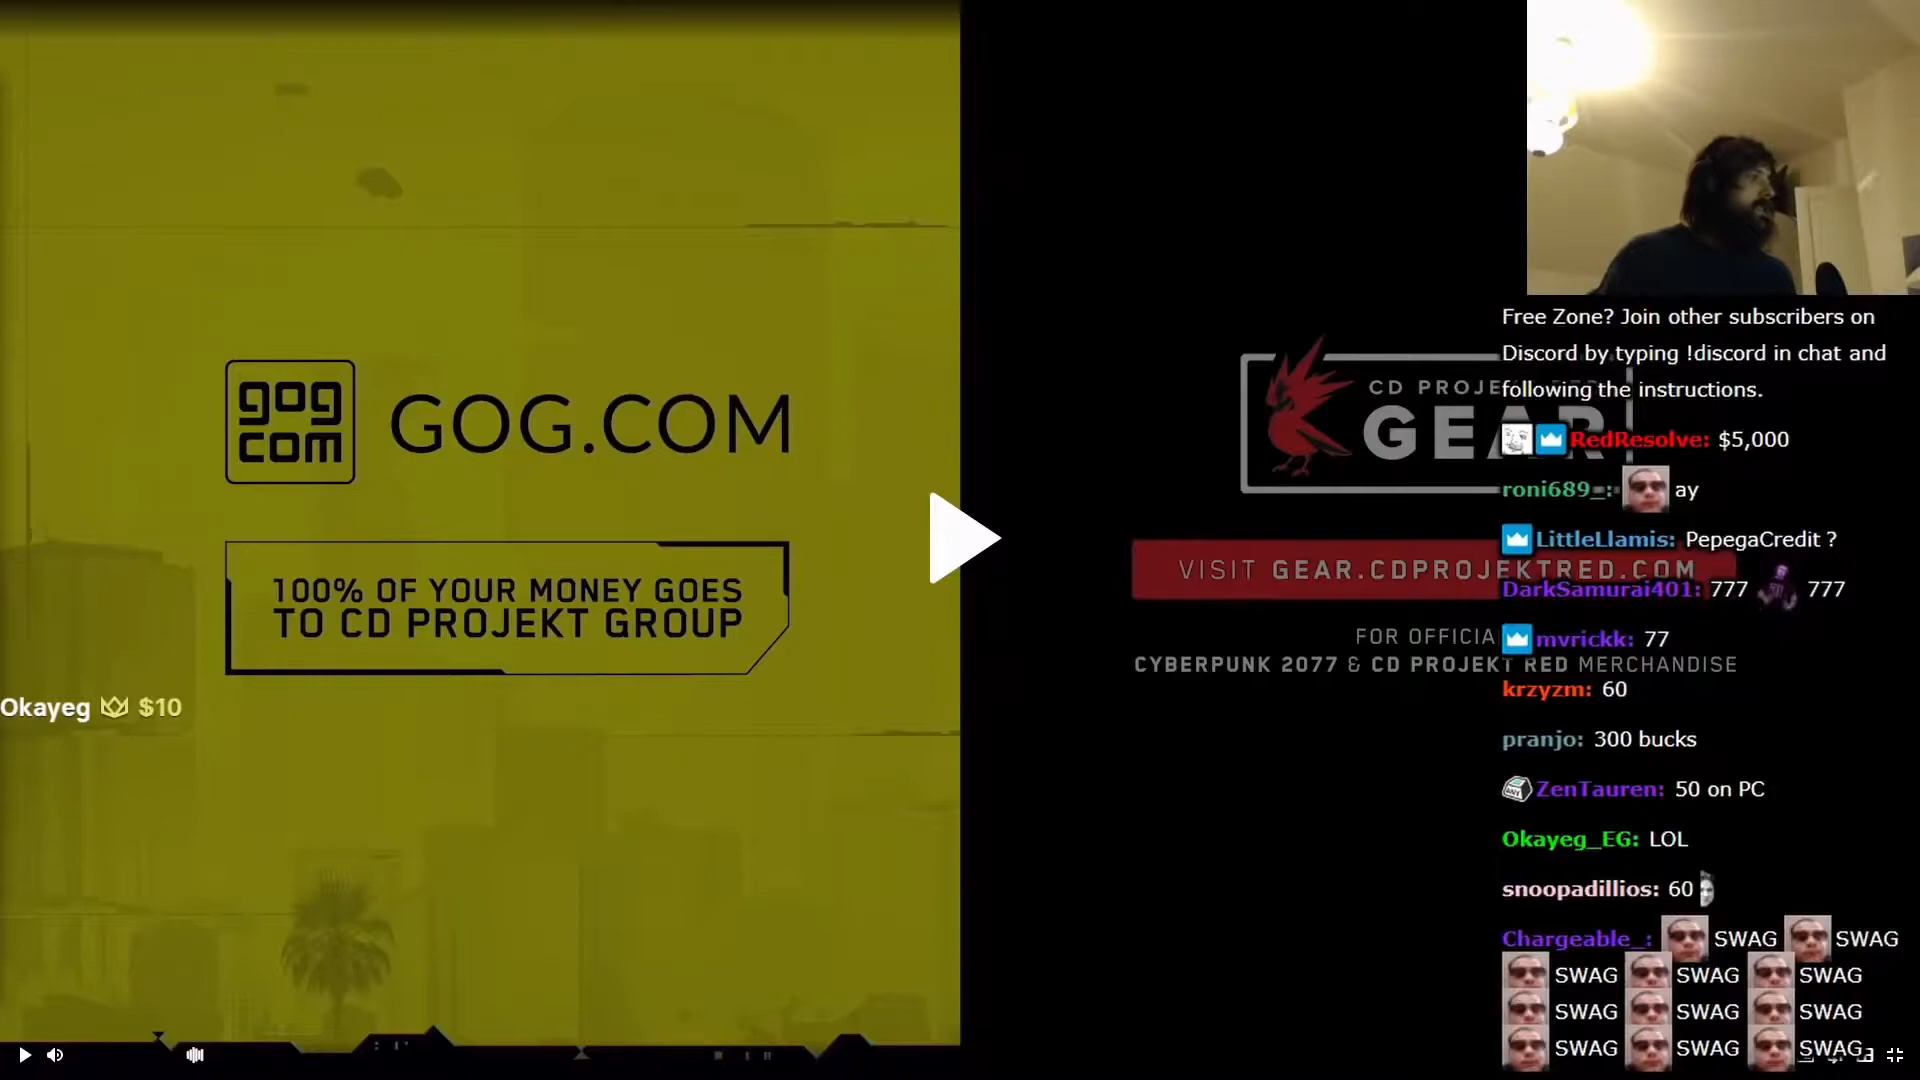 gog
com
GOG.COM
100% OF YOUR MONEY GOES
TO CD PROJEKT GROUP
Okayeg $10
CD PROJE
GEAR
VISIT GEAR.CDPROJEKTRED.COM
FOR OFFICIA
CYBERPUNK 2077 & CD PROJEKT RED MERCHANDISE
Free Zone? Join other subscribers on
Discord by typing !discord in chat and
following the instructions.
RedResolve: $5,000
roni689_: ay
LittleLlamis: PepegaCredit ?
DarkSamurai401: 777 777
mvrickk: 77
krzyzm: 60
pranjo: 300 bucks
ZenTauren: 50 on PC
Okayeg_EG: LOL
snoopadillios: 60
Chargeable_: SWAG SWAG
SWAG SWAG SWAG
SWAG SWAG SWAG
SWAG SWAG SWAG